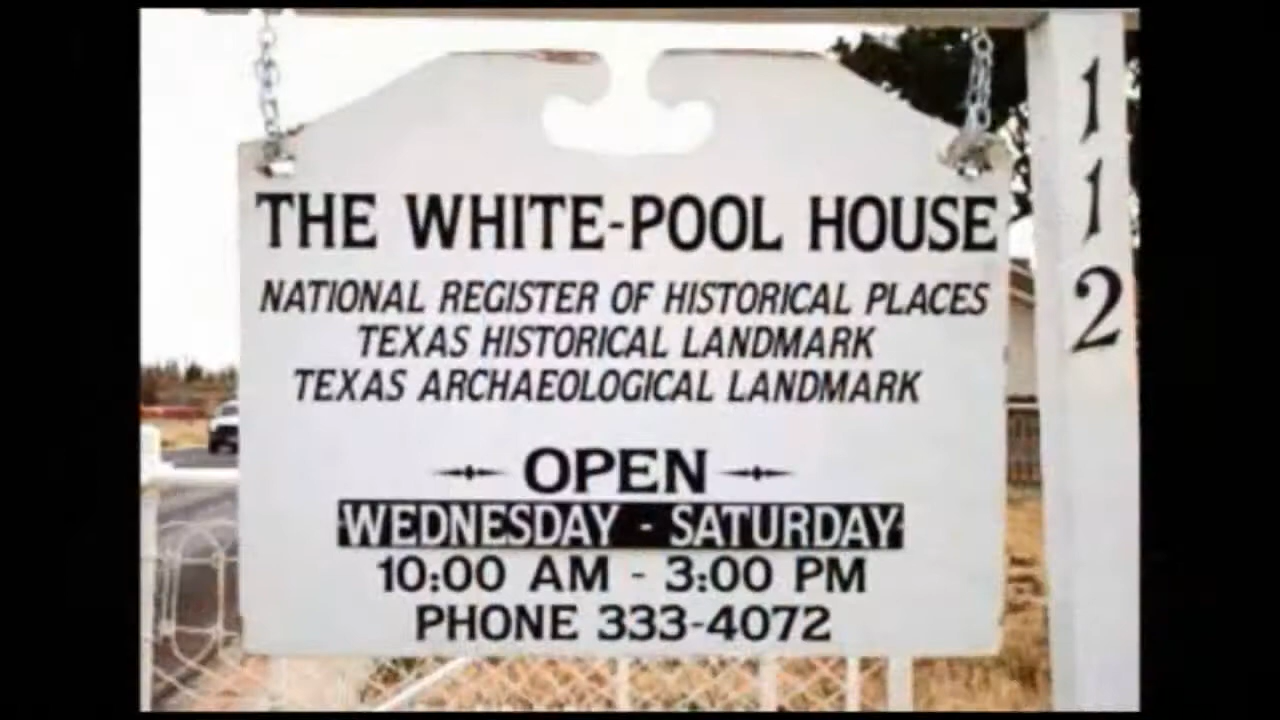 THE WHITE-POOL HOUSE
NATIONAL REGISTER OF HISTORICAL PLACES
TEXAS HISTORICAL LANDMARK
TEXAS ARCHAEOLOGICAL LANDMARK
OPEN
WEDNESDAY - SATURDAY
10:00 AM - 3:00 PM
PHONE 333-4072
112